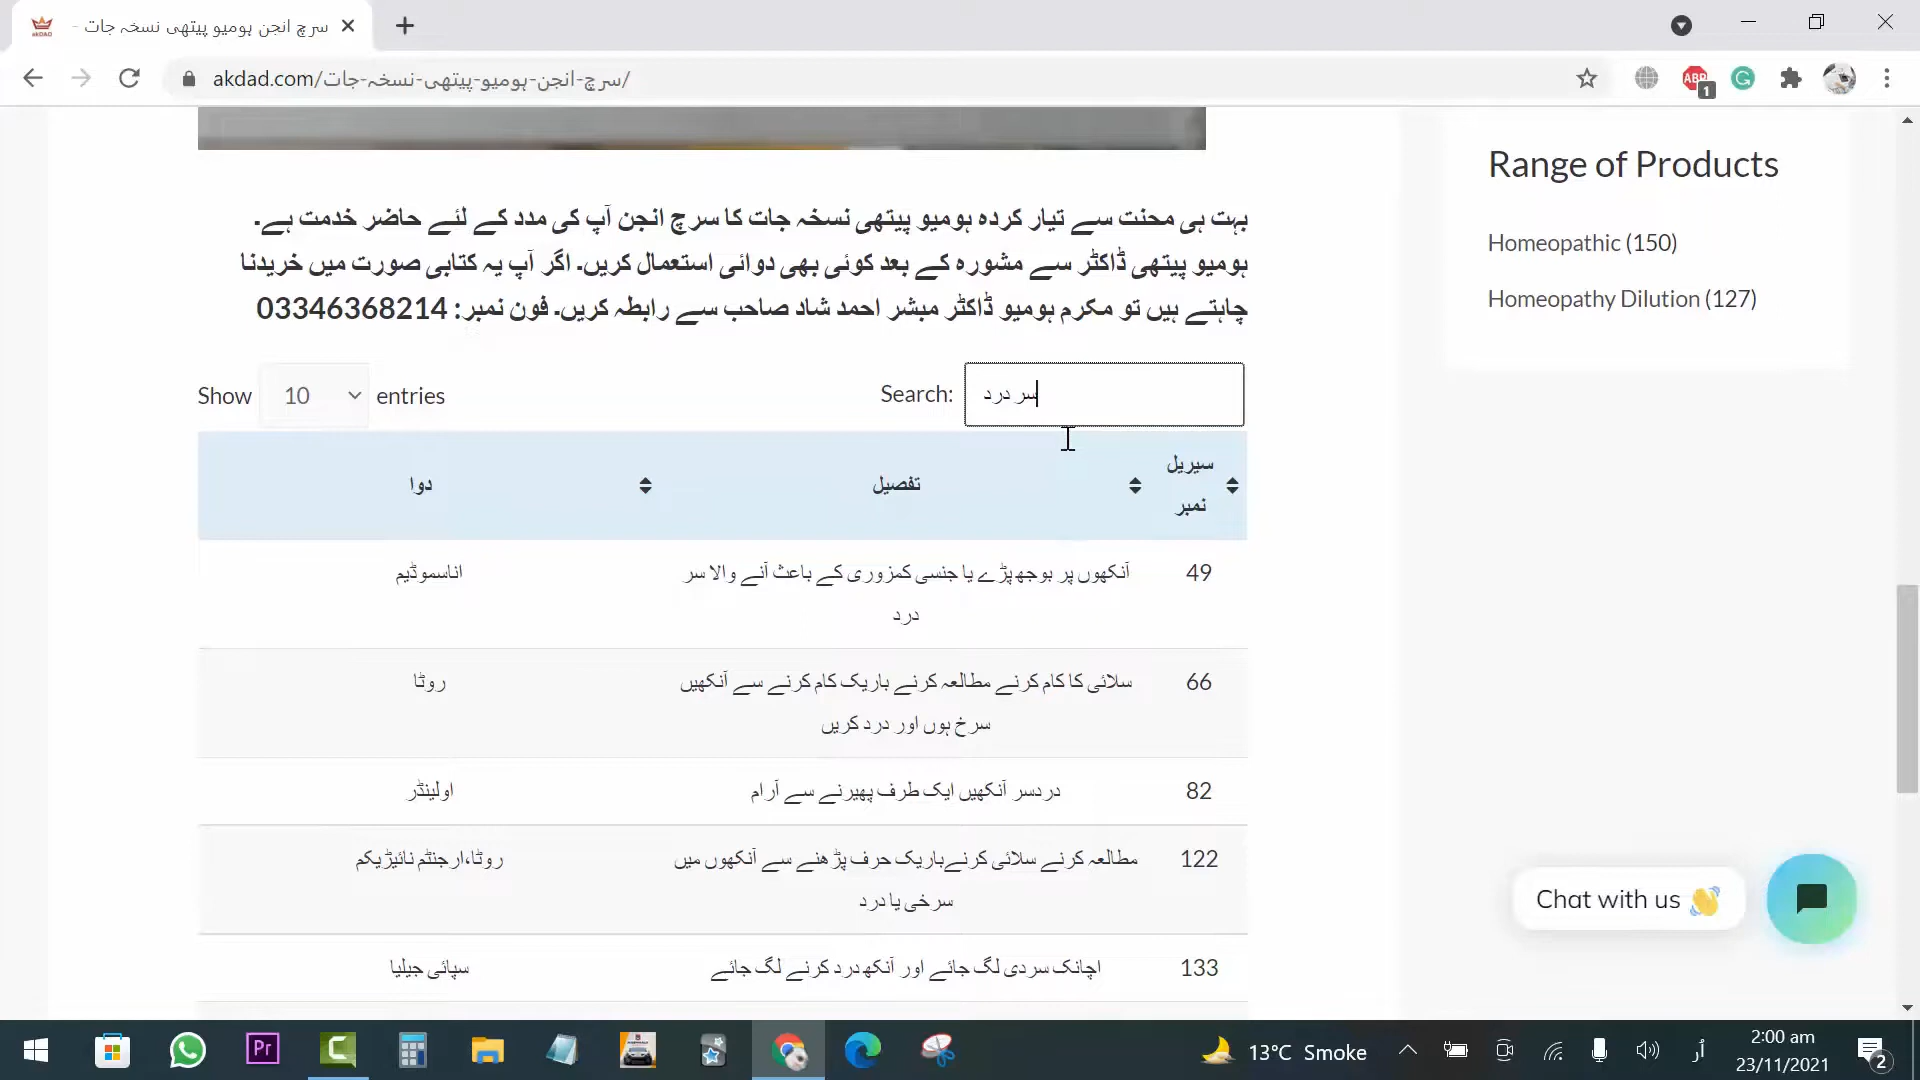 سرچ انجن ہومیو پیتھی نسخہ جات -
akdad.com/سرچ-انجن-ہومیو-پیتھی-نسخہ-جات/
ABP
1
بہت ہی محنت سے تیار کردہ ہومیو پیتھی نسخہ جات کا سرچ انجن آپ کی مدد کے لئے حاضر خدمت ہے۔
ہومیو پیتھی ڈاکٹر سے مشورہ کے بعد کوئی بھی دوائی استعمال کریں۔ اگر آپ یہ کتابی صورت میں خریدنا
چاہتے ہیں تو مکرم ہومیو ڈاکٹر مبشر احمد شاد صاحب سے رابطہ کریں۔ فون نمبر: 03346368214
Range of Products
Homeopathic (150)
Homeopathy Dilution (127)
Show 10 entries
Search: سر درد
سیریل نمبر تفصیل دوا
49 آنکھوں پر بوجھ پڑے یا جنسی کمزوری کے باعث آنے والا سر اناسموڈیم
درد
66 سلائی کا کام کرنے مطالعہ کرنے باریک کام کرنے سے آنکھیں روٹا
سرخ ہوں اور درد کریں
82 دردسر آنکھیں ایک طرف پھیرنے سے آرام اولینڈر
122 مطالعہ کرنے سلائی کرنےباریک حرف پڑھنے سے آنکھوں میں روٹا،ارجنٹم نائیڑیکم
سرخی یا درد
133 اچانک سردی لگ جائے اور آنکھ درد کرنے لگ جائے سپائی جیلیا
Chat with us 👋
Pr
13°C Smoke
اُر
2:00 am
23/11/2021
2